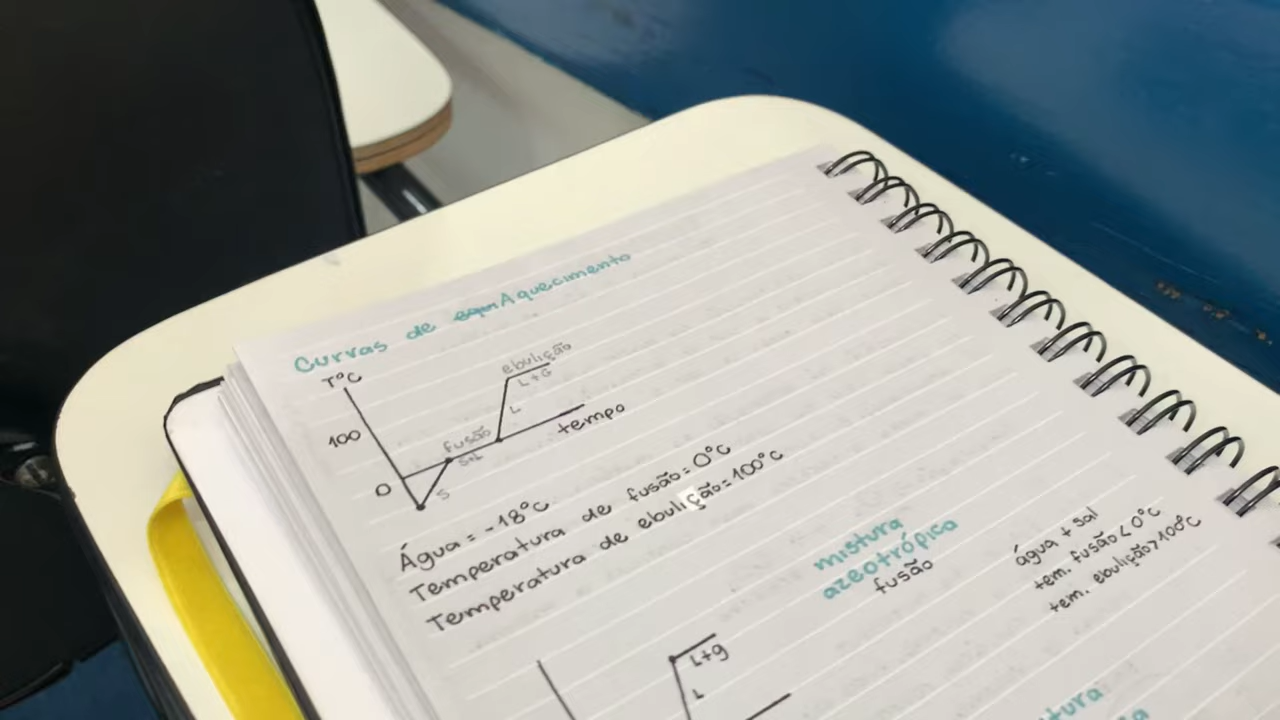 Curvas de Aquecimento
T°C
ebulição
L+G
100
L
tempo
fusão
S+L
0
S
Água = -18°c
Temperatura de fusão = 0°c
Temperatura de ebulição = 100°c
mistura
azeotrópica
fusão
água + sal
tem. fusão < 0°c
tem. ebulição > 100°c
L+g
L